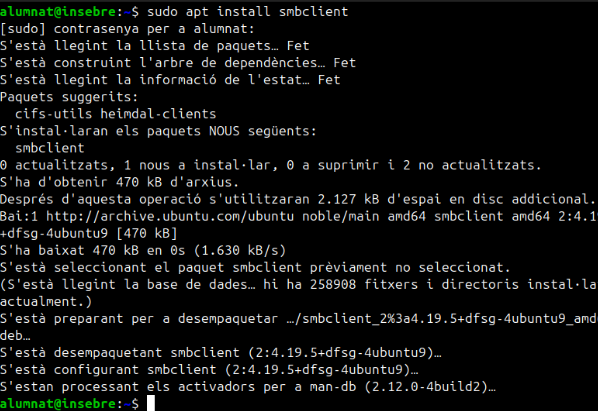 alumnat@insebre:~$ sudo apt install smbclient
[sudo] contrasenya per a alumnat:
S'està llegint la llista de paquets… Fet
S'està construint l'arbre de dependències… Fet
S'està llegint la informació de l'estat… Fet
Paquets suggerits:
  cifs-utils heimdal-clients
S'instal·laran els paquets NOUS següents:
  smbclient
0 actualitzats, 1 nous a instal·lar, 0 a suprimir i 2 no actualitzats.
S'ha d'obtenir 470 kB d'arxius.
Després d'aquesta operació s'utilitzaran 2.127 kB d'espai en disc addicional.
Bai:1 http://archive.ubuntu.com/ubuntu noble/main amd64 smbclient amd64 2:4.19
+dfsg-4ubuntu9 [470 kB]
S'ha baixat 470 kB en 0s (1.630 kB/s)
S'està seleccionant el paquet smbclient prèviament no seleccionat.
(S'està llegint la base de dades… hi ha 258908 fitxers i directoris instal·la
actualment.)
S'està preparant per a desempaquetar …/smbclient_2%3a4.19.5+dfsg-4ubuntu9_amd
deb…
S'està desempaquetant smbclient (2:4.19.5+dfsg-4ubuntu9)…
S'està configurant smbclient (2:4.19.5+dfsg-4ubuntu9)…
S'estan processant els activadors per a man-db (2.12.0-4build2)…
alumnat@insebre:~$